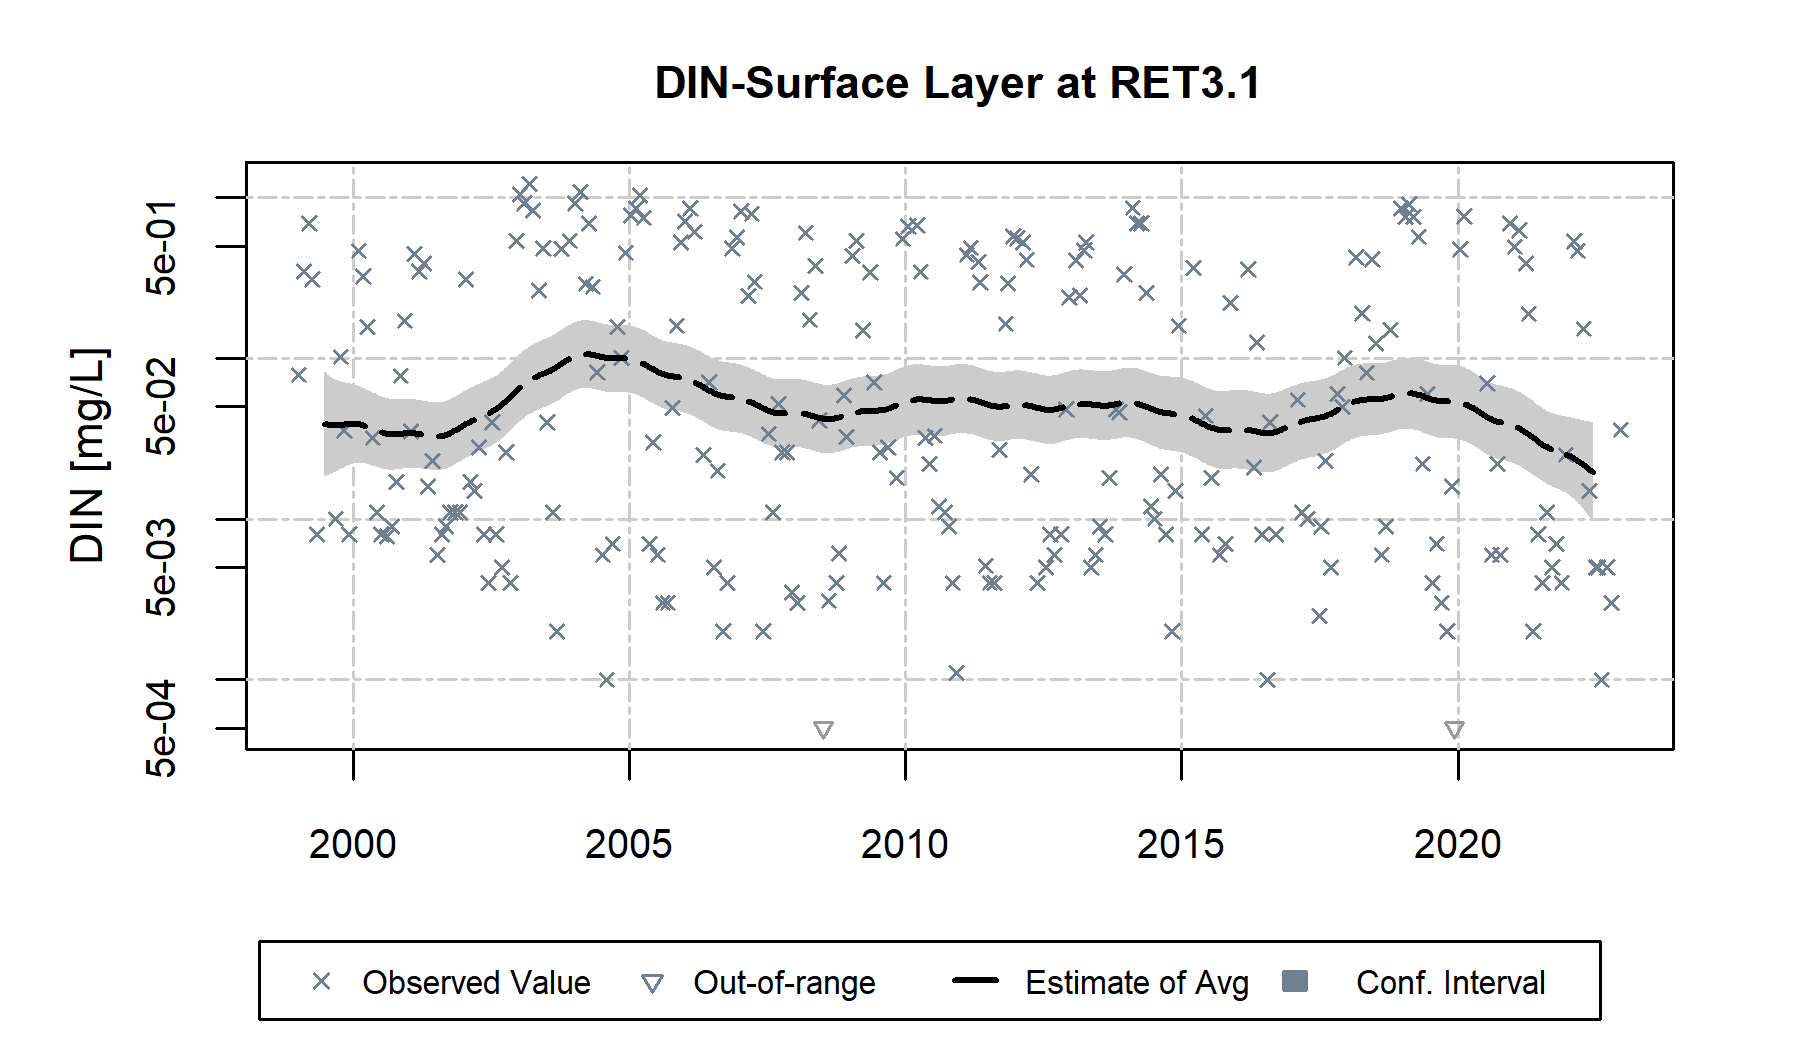 DIN-Surface Layer at RET3.1
DIN [mg/L]
5e-01
5e-02
5e-03
5e-04
2000 2005 2010 2015 2020
Observed Value Out-of-range Estimate of Avg Conf. Interval